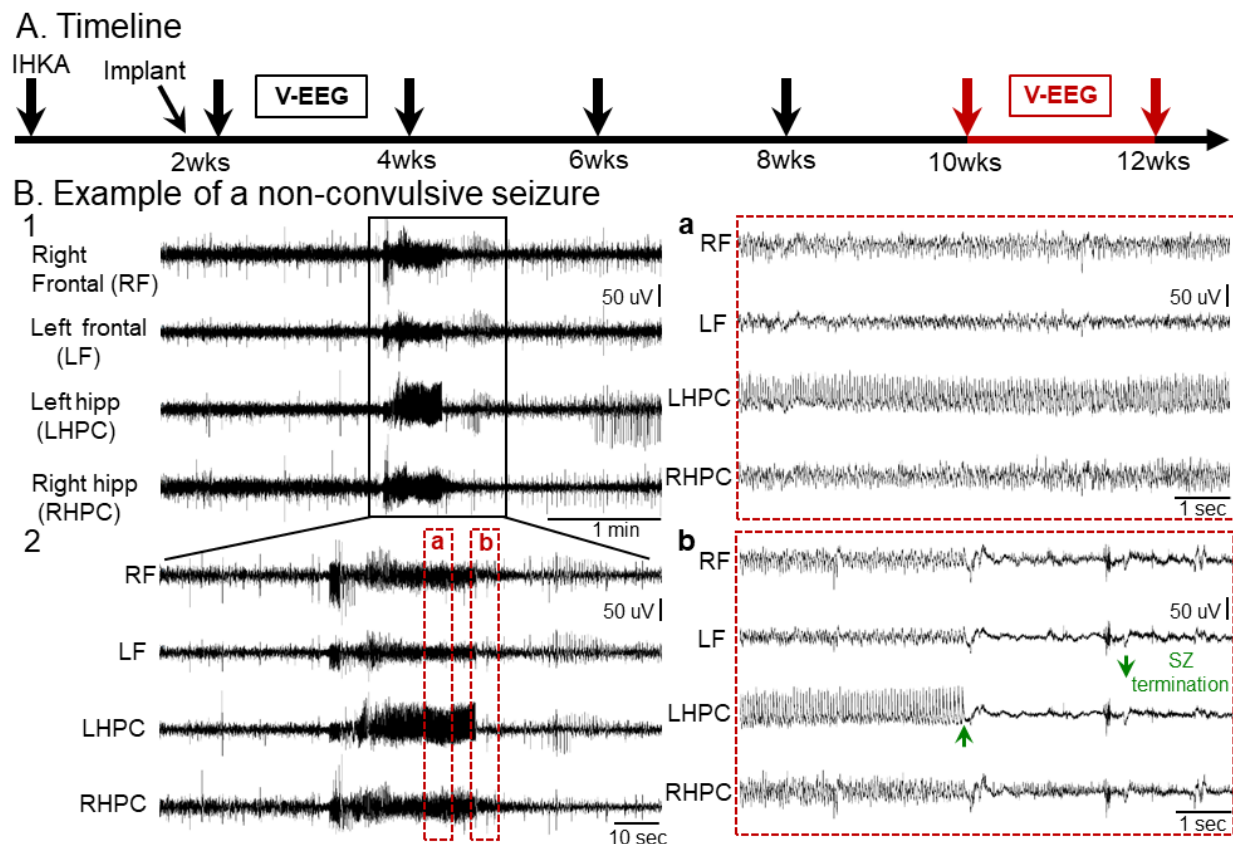 A. Timeline
IHKA
Implant
V-EEG
V-EEG
2wks
4wks
6wks
8wks
10wks
12wks
B. Example of a non-convulsive seizure
1
Right
Frontal (RF)
50 uV
Left frontal
(LF)
Left hipp
(LHPC)
Right hipp
(RHPC)
1 min
2
a
b
RF
50 uV
LF
LHPC
RHPC
10 sec
a
RF
50 uV
LF
LHPC
RHPC
1 sec
b
RF
50 uV
LF
SZ
termination
LHPC
RHPC
1 sec